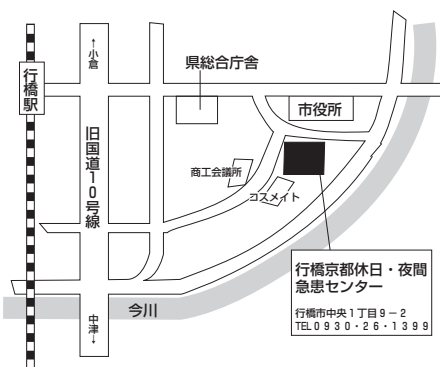 ↑小倉
行橋駅
県総合庁舎
市役所
旧国道10号線
商工会議所
コスメイト
行橋京都休日・夜間
急患センター
行橋市中央1丁目9－2
TEL0930・26・1399
今川
中津↓